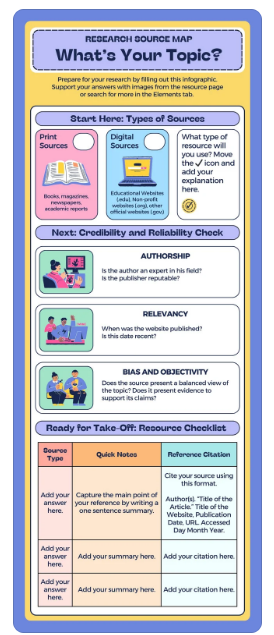 RESEARCH SOURCE MAP
What's Your Topic?
Prepare for your research by filling out this infographic.
Support your answers with images from the resource page
or search for more in the Elements tab.
Start Here: Types of Sources
Print
Sources
Books, magazines,
newspapers,
academic reports
Digital
Sources
Educational Websites
(.edu), Non-profit
websites (.org), other
official websites (.gov)
What type of
resource will
you use? Move
the ✓ icon and
add your
explanation
here.
Next: Credibility and Reliability Check
AUTHORSHIP
Is the author an expert in his field?
Is the publisher reputable?
RELEVANCY
When was the website published?
Is this date recent?
BIAS AND OBJECTIVITY
Does the source present a balanced view of
the topic? Does it present evidence to
support its claims?
Ready for Take-Off: Resource Checklist
Source
Type
Quick Notes
Reference Citation
Add your
answer
here.
Capture the main point of
your reference by writing a
one sentence summary.
Cite your source using
this format.
Author(s). "Title of the
Article." Title of the
Website, Publication
Date, URL. Accessed
Day Month Year.
Add your
answer
here.
Add your summary here.
Add your citation here.
Add your
answer
here.
Add your summary here.
Add your citation here.